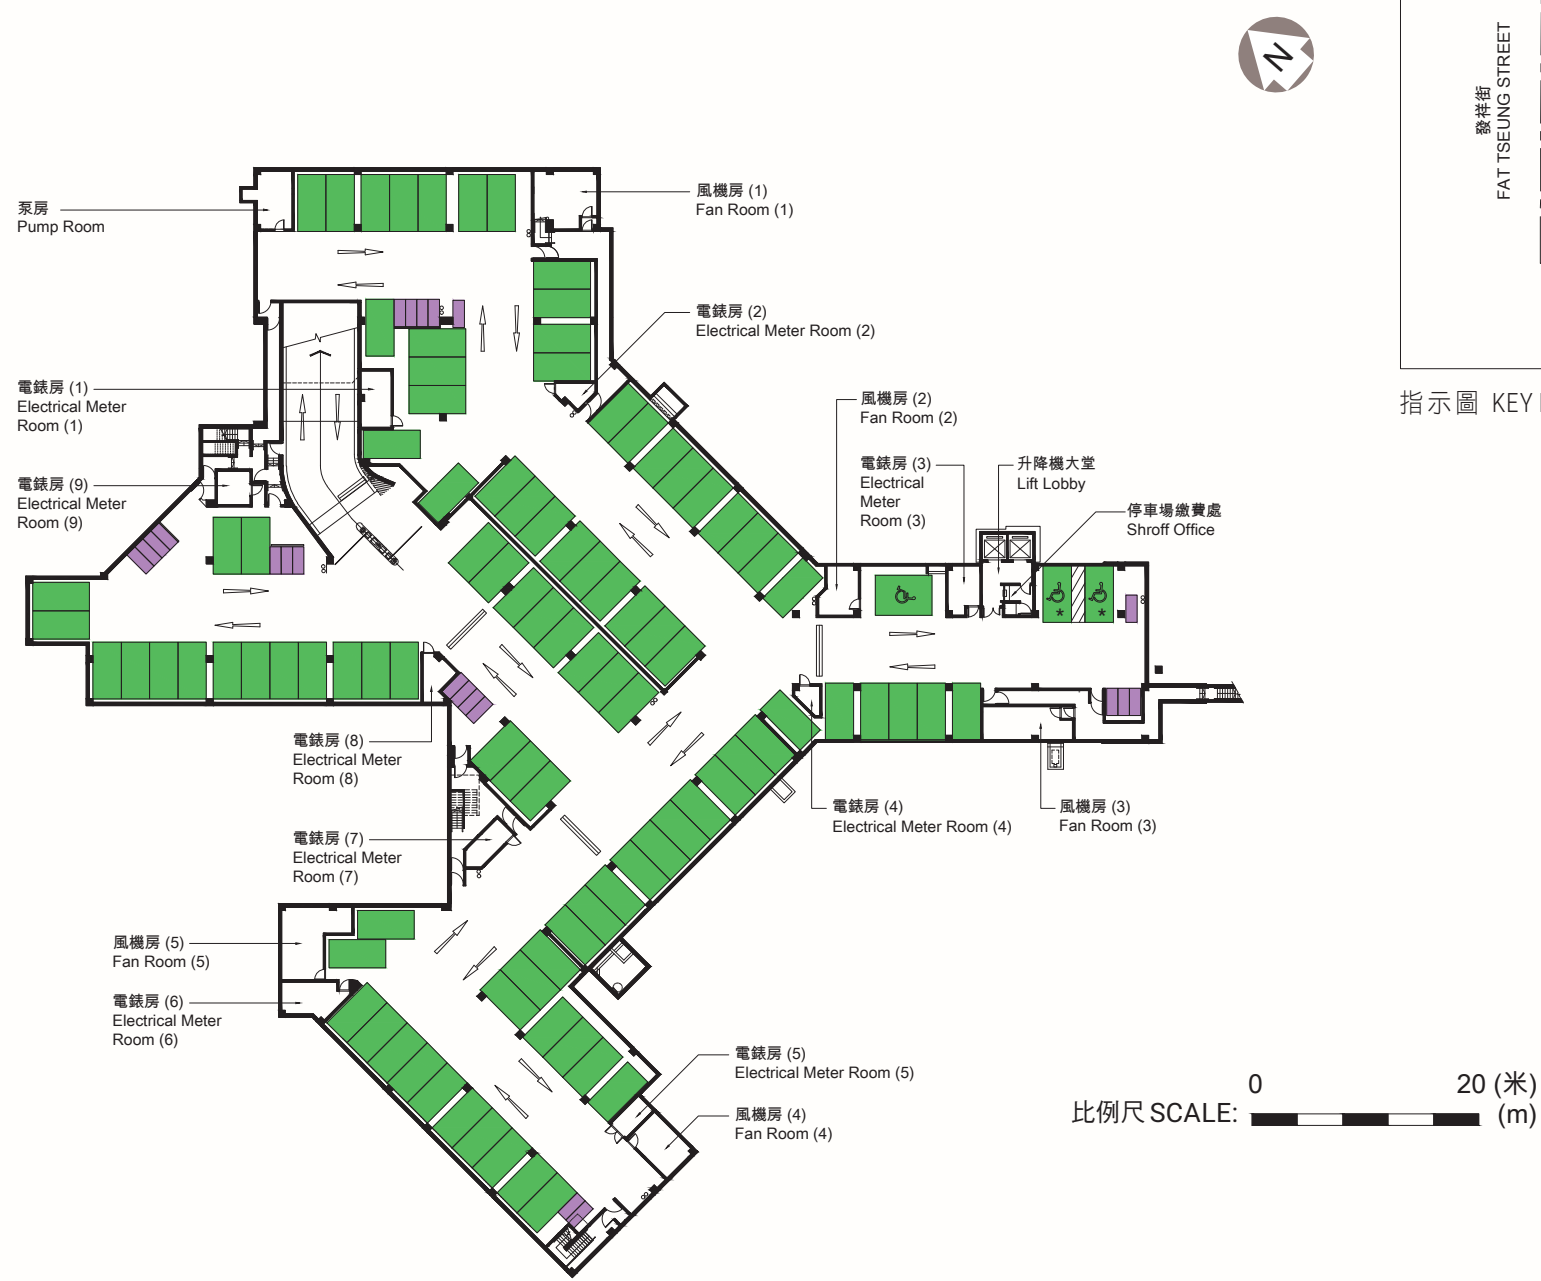 N
發祥街
FAT TSEUNG STREET
指示圖 KEY
泵房
Pump Room
風機房 (1)
Fan Room (1)
電錶房 (2)
Electrical Meter Room (2)
電錶房 (1)
Electrical Meter
Room (1)
風機房 (2)
Fan Room (2)
電錶房 (3)
Electrical
Meter
Room (3)
升降機大堂
Lift Lobby
停車場繳費處
Shroff Office
電錶房 (9)
Electrical Meter
Room (9)
*
*
電錶房 (8)
Electrical Meter
Room (8)
電錶房 (4)
Electrical Meter Room (4)
風機房 (3)
Fan Room (3)
電錶房 (7)
Electrical Meter
Room (7)
風機房 (5)
Fan Room (5)
電錶房 (6)
Electrical Meter
Room (6)
電錶房 (5)
Electrical Meter Room (5)
風機房 (4)
Fan Room (4)
0 20 (米)
比例尺 SCALE: (m)